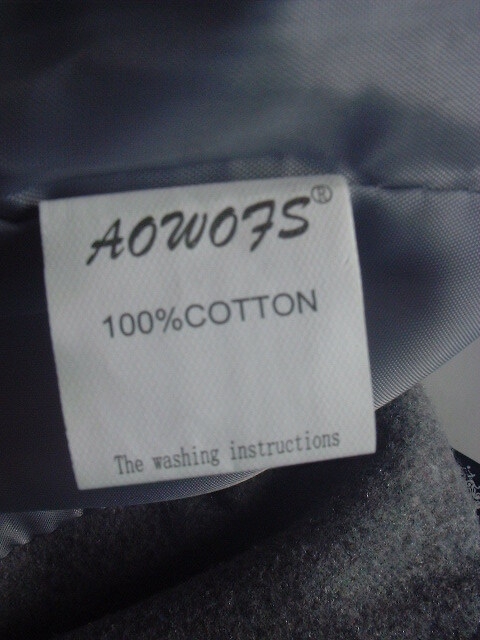 AOWOFS®
100%COTTON
The washing instructions